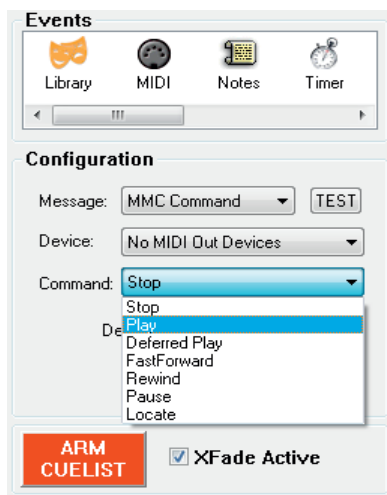 Events
Library MIDI Notes Timer
Configuration
Message: MMC Command TEST
Device: No MIDI Out Devices
Command: Stop
Stop
Play
De
Deferred Play
FastForward
Rewind
Pause
Locate
ARM
CUELIST
XFade Active